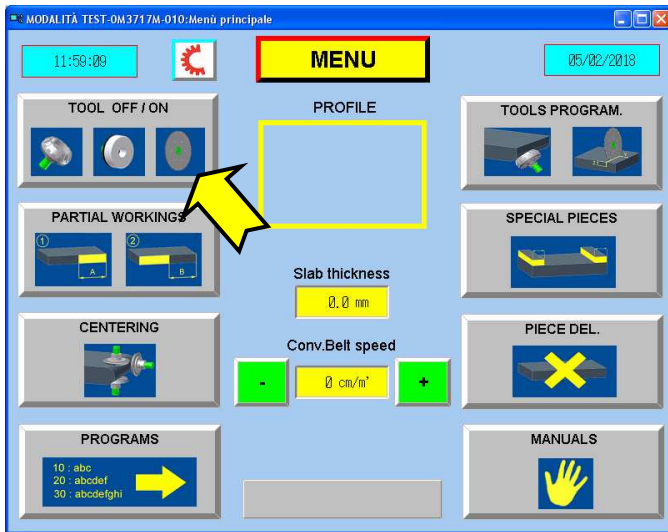 MODALITÀ TEST-0M3717M-010:Menù principale
11:59:09
MENU
05/02/2018
TOOL OFF / ON
PROFILE
TOOLS PROGRAM.
PARTIAL WORKINGS
1
2
A
B
SPECIAL PIECES
Slab thickness
0.0 mm
CENTERING
Conv.Belt speed
PIECE DEL.
-
0 cm/m'
+
PROGRAMS
10 : abc
20 : abcdef
30 : abcdefghi
MANUALS